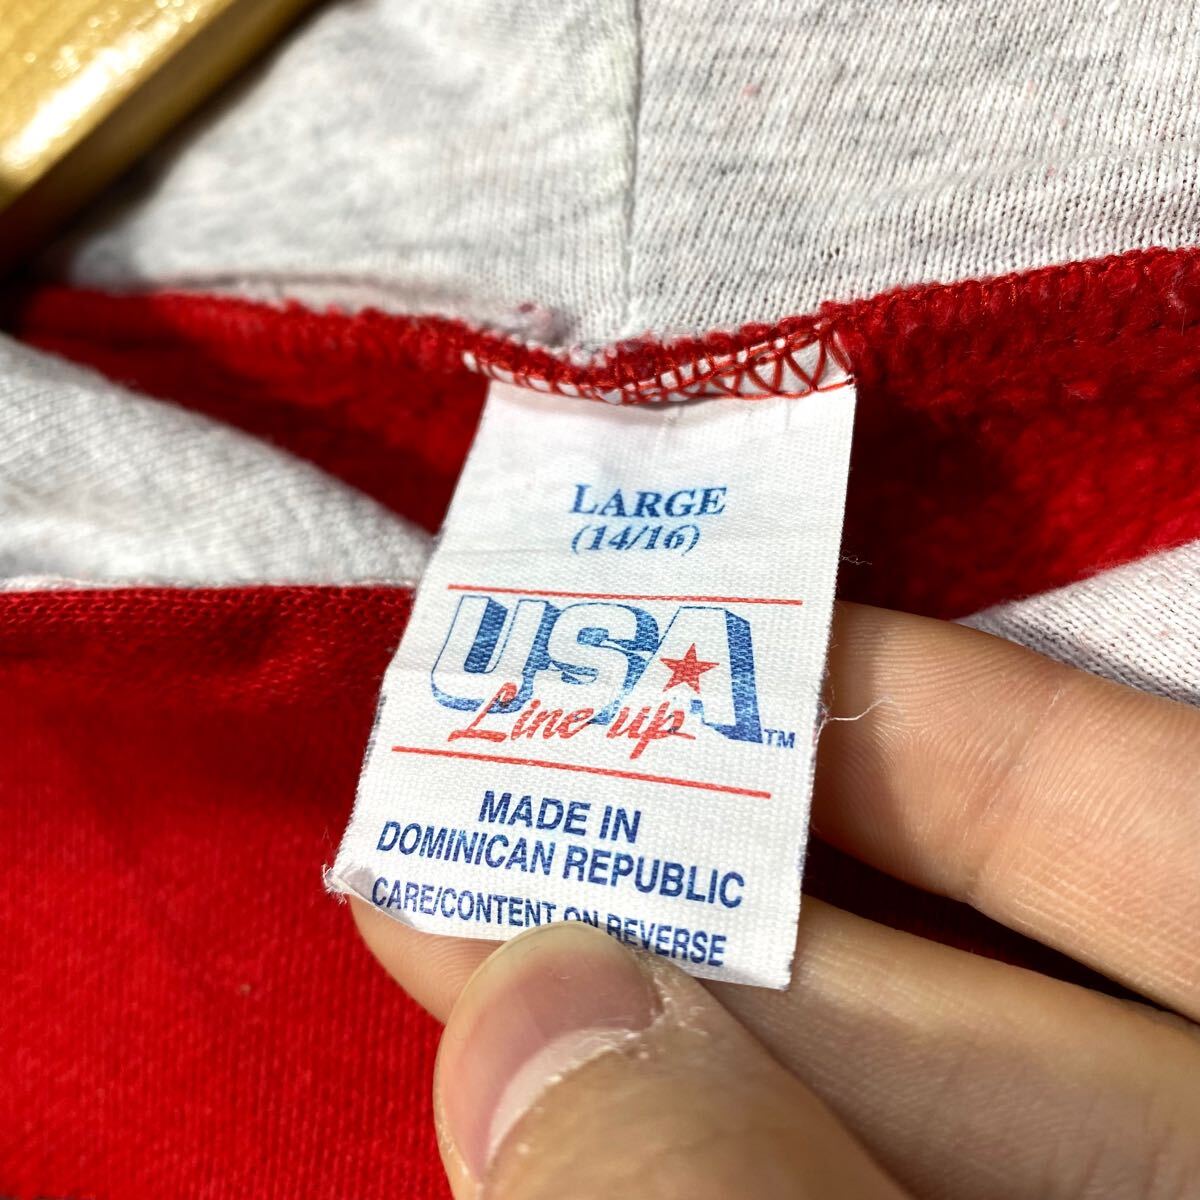 LARGE
(14/16)
USA
Line up TM
MADE IN
DOMINICAN REPUBLIC
CARE/CONTENT ON REVERSE